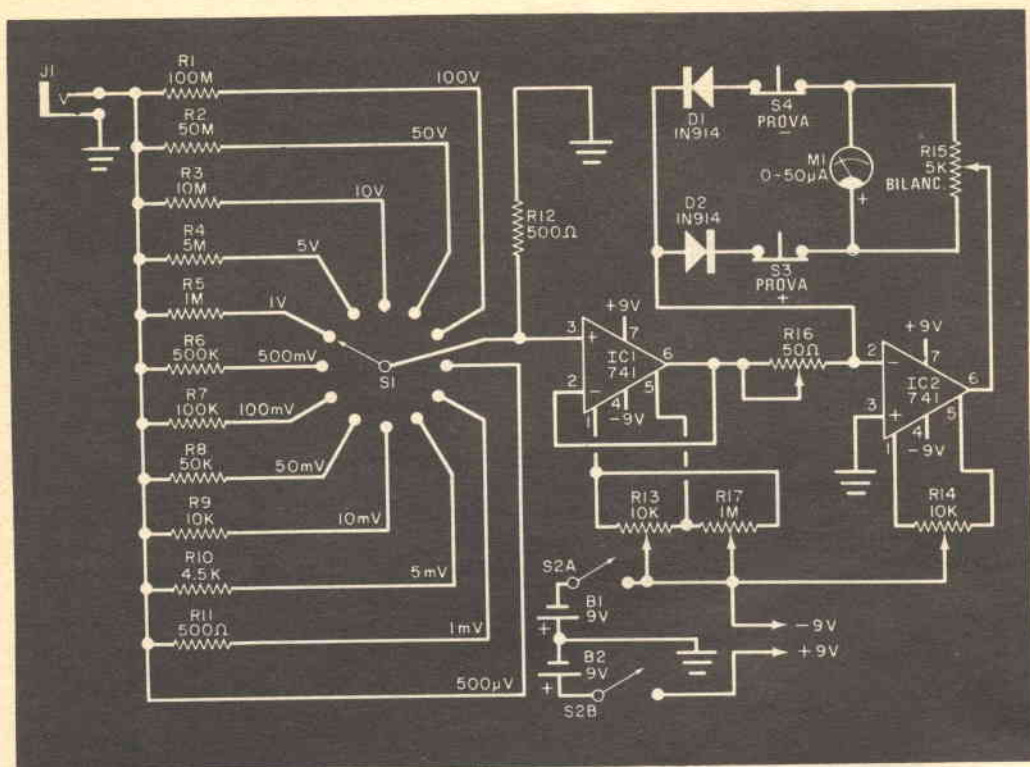 J1
V
R1
100M
100V
R2
50M
50V
R3
10M
10V
R4
5M
5V
R5
1M
1V
R6
500K
500mV
R7
100K
100mV
R8
50K
50mV
R9
10K
10mV
R10
4.5K
5mV
R11
500Ω
1mV
500µV
S1
R12
500Ω
D1
1N914
S4
PROVA
-
M1
0-50µA
+
R15
5K
BILANC.
D2
1N914
S3
PROVA
+
+9V
3
+
7
IC1
741
6
2
-
5
4
1
-9V
R16
50Ω
+9V
2
-
7
IC2
741
6
3
+
5
4
1
-9V
R13
10K
R17
1M
R14
10K
S2A
B1
9V
+
B2
9V
+
S2B
-9V
+9V